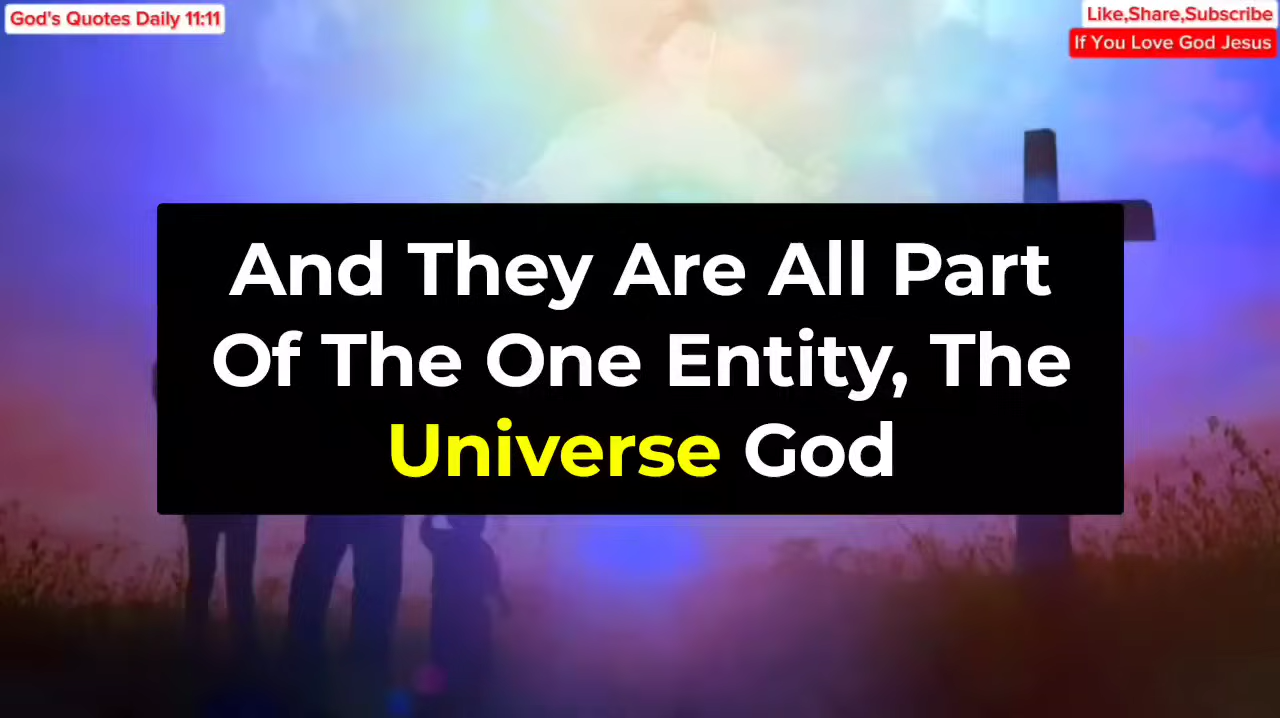 God's Quotes Daily 11:11
Like,Share,Subscribe
If You Love God Jesus
And They Are All Part
Of The One Entity, The
Universe God